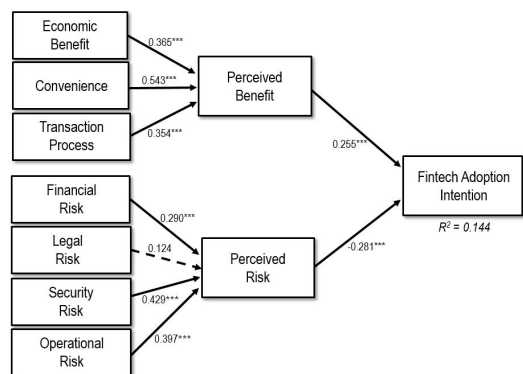 Economic
Benefit
0.365***
Convenience
0.543***
Perceived
Benefit
Transaction
Process
0.354***
0.255***
Fintech Adoption
Intention
R² = 0.144
Financial
Risk
0.290***
Legal
Risk
0.124
Perceived
Risk
-0.281***
Security
Risk
0.429***
Operational
Risk
0.397***